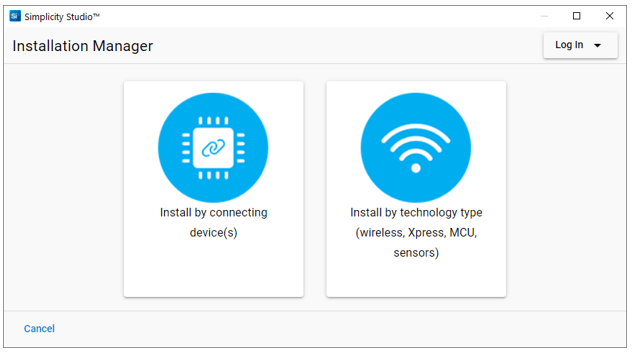 Simplicity Studio™
Installation Manager
Log In
Install by connecting
device(s)
Install by technology type
(wireless, Xpress, MCU,
sensors)
Cancel